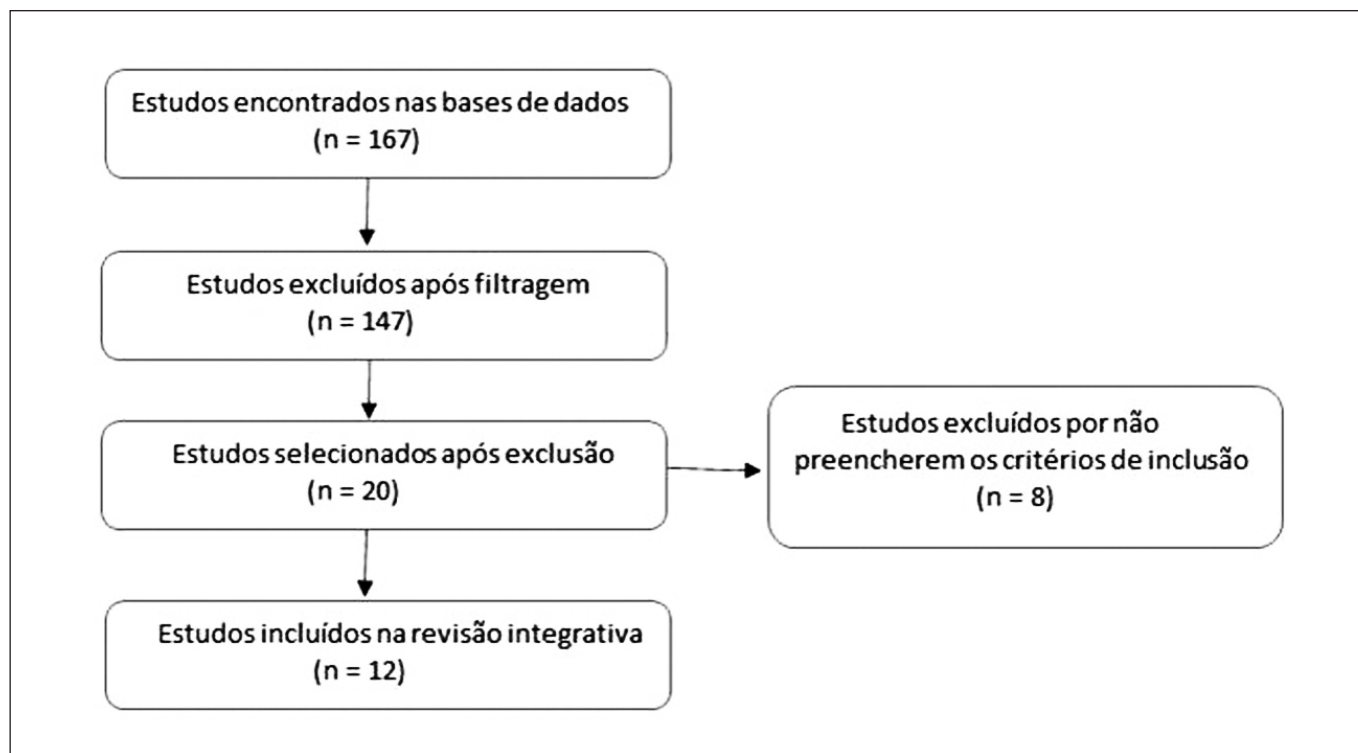 Estudos encontrados nas bases de dados
(n = 167)
Estudos excluídos após filtragem
(n = 147)
Estudos selecionados após exclusão
(n = 20)
Estudos excluídos por não
preencherem os critérios de inclusão
(n = 8)
Estudos incluídos na revisão integrativa
(n = 12)